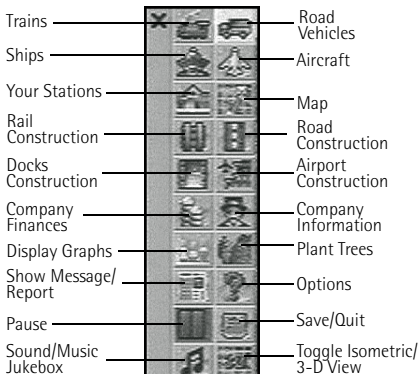 Trains
Road
Vehicles
Ships
Aircraft
Your Stations
Map
Rail
Construction
Road
Construction
Docks
Construction
Airport
Construction
Company
Finances
Company
Information
Display Graphs
Plant Trees
Show Message/
Report
Options
Pause
Save/Quit
Sound/Music
Jukebox
Toggle Isometric/
3-D View